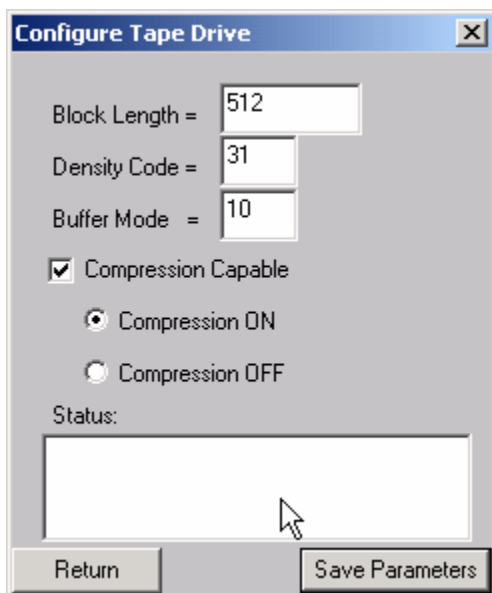 Configure Tape Drive
Block Length = 512
Density Code = 31
Buffer Mode = 10
Compression Capable
Compression ON
Compression OFF
Status:
Return Save Parameters